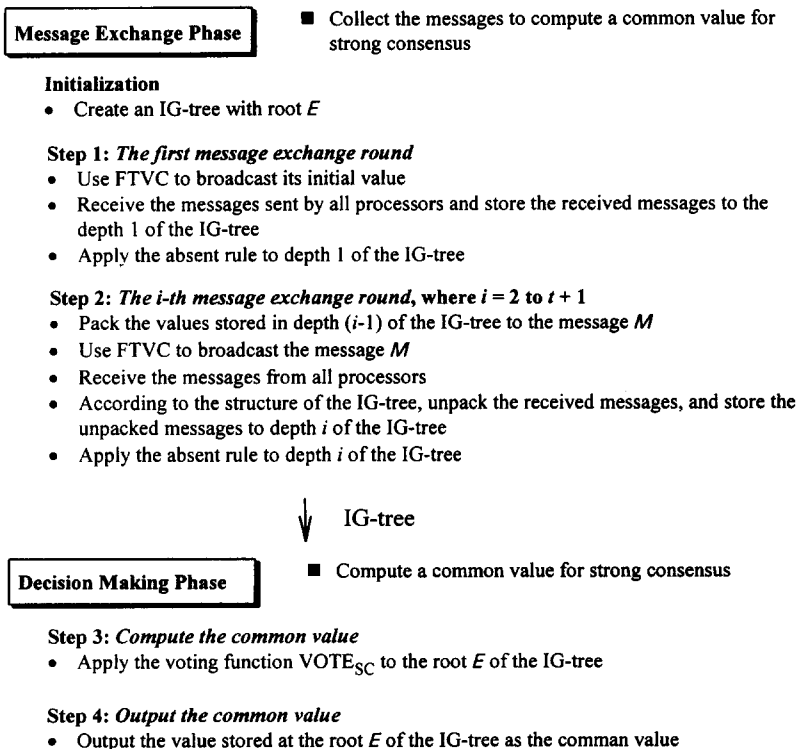 Message Exchange Phase
■ Collect the messages to compute a common value for
strong consensus
Initialization
• Create an IG-tree with root E
Step 1: The first message exchange round
• Use FTVC to broadcast its initial value
• Receive the messages sent by all processors and store the received messages to the
depth 1 of the IG-tree
• Apply the absent rule to depth 1 of the IG-tree
Step 2: The i-th message exchange round, where i = 2 to t + 1
• Pack the values stored in depth (i-1) of the IG-tree to the message M
• Use FTVC to broadcast the message M
• Receive the messages from all processors
• According to the structure of the IG-tree, unpack the received messages, and store the
unpacked messages to depth i of the IG-tree
• Apply the absent rule to depth i of the IG-tree
IG-tree
Decision Making Phase
■ Compute a common value for strong consensus
Step 3: Compute the common value
• Apply the voting function VOTE_SC to the root E of the IG-tree
Step 4: Output the common value
• Output the value stored at the root E of the IG-tree as the comman value